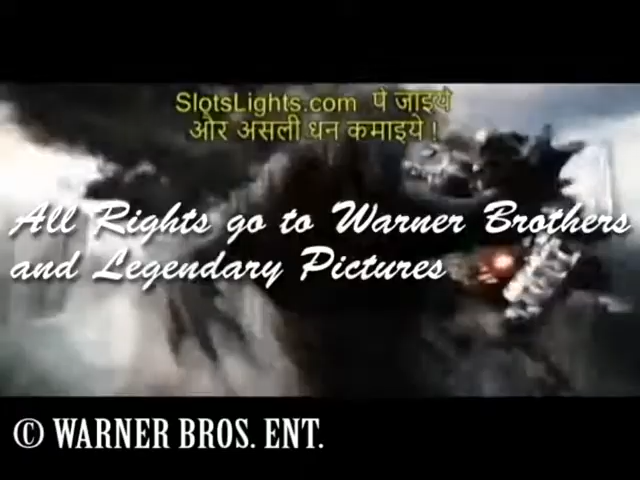 SlotsLights.com पे जाइये
और असली धन कमाइये !
All Rights go to Warner Brothers
and Legendary Pictures
© WARNER BROS. ENT.